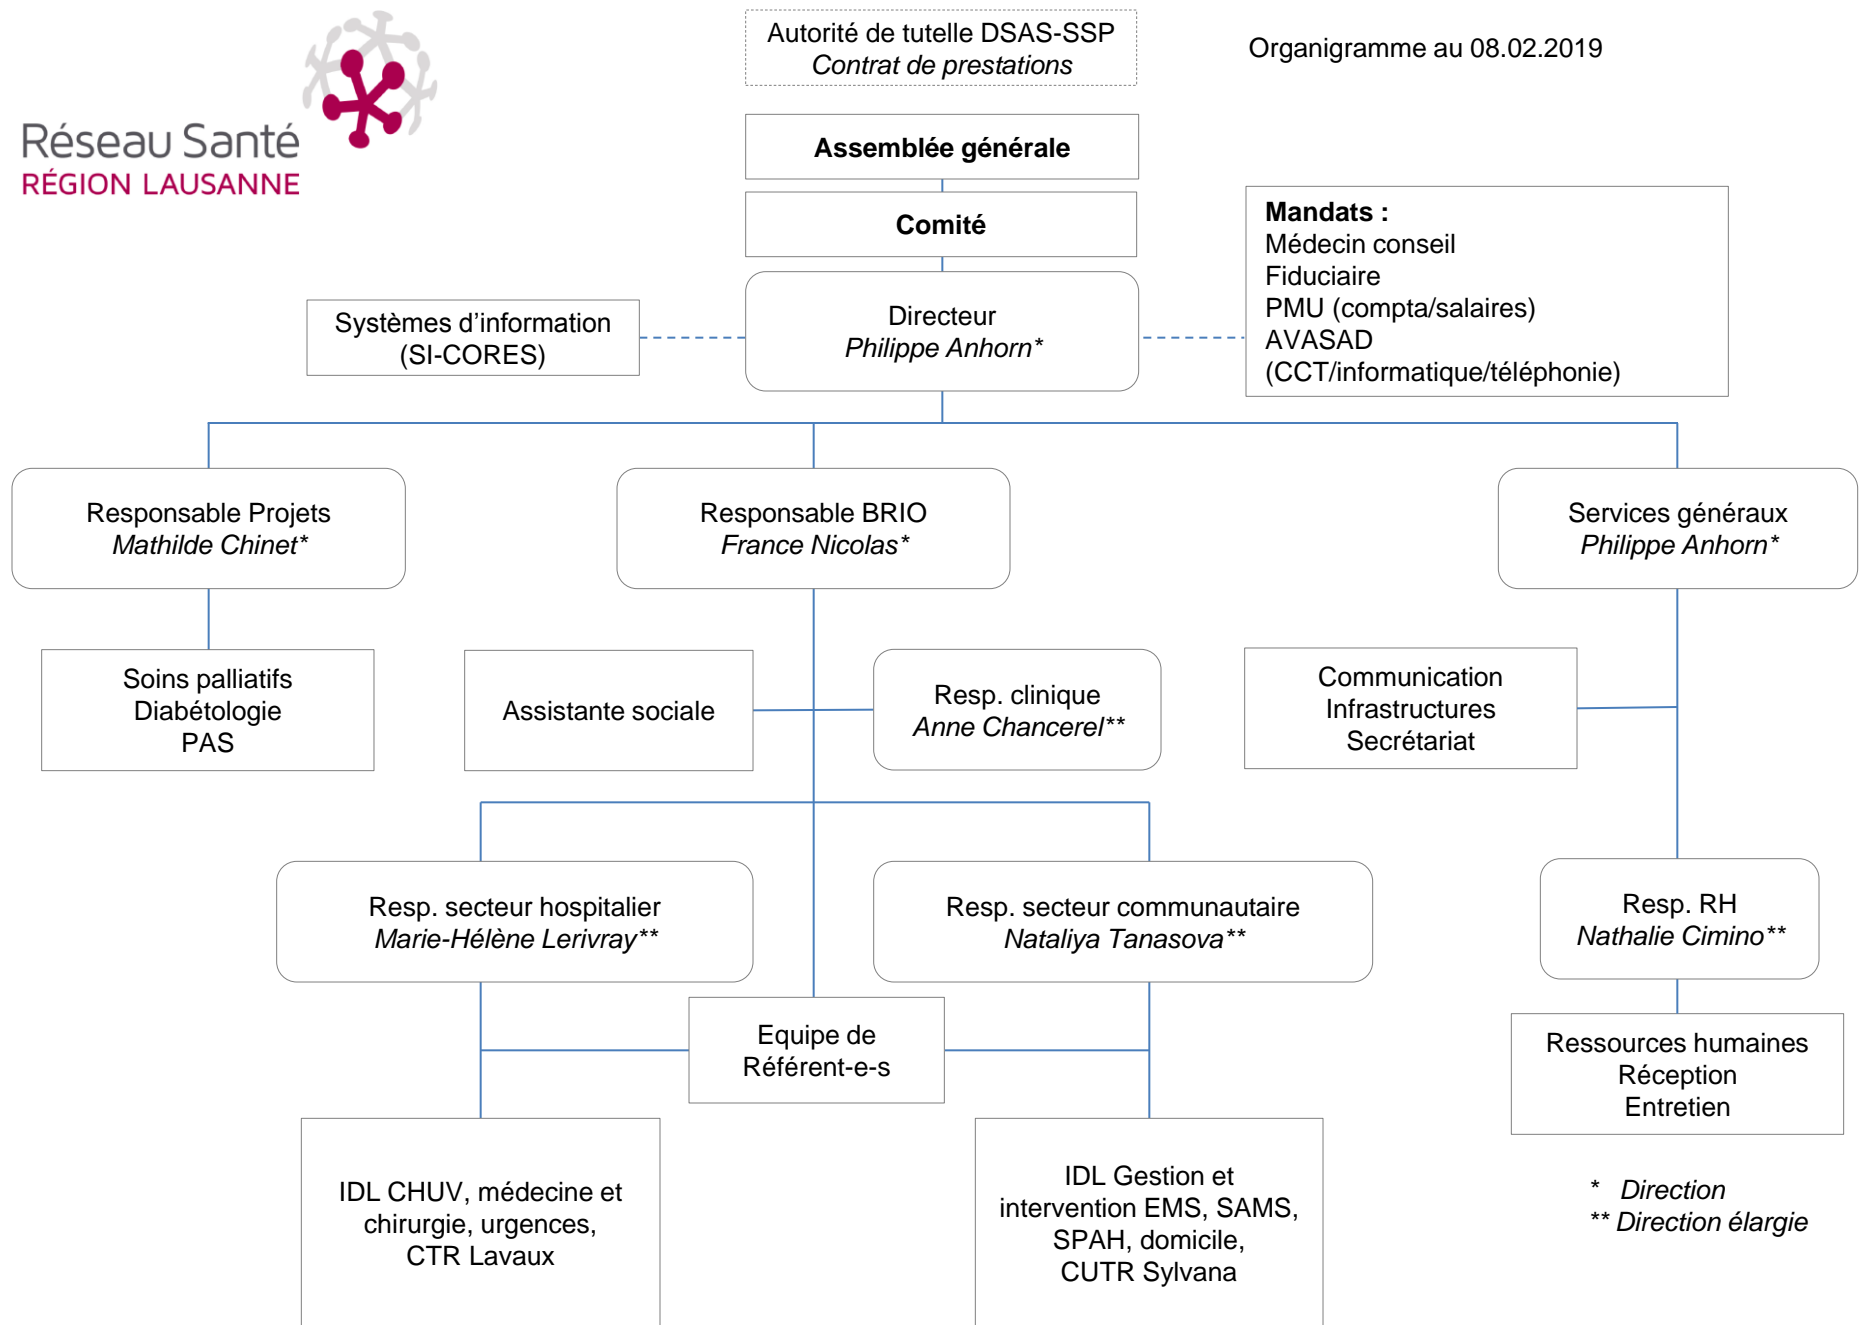 Réseau Santé
RÉGION LAUSANNE
Autorité de tutelle DSAS-SSP
Contrat de prestations
Organigramme au 08.02.2019
Assemblée générale
Comité
Mandats :
Médecin conseil
Fiduciaire
PMU (compta/salaires)
AVASAD
(CCT/informatique/téléphonie)
Systèmes d’information
(SI-CORES)
Directeur
Philippe Anhorn*
Responsable Projets
Mathilde Chinet*
Responsable BRIO
France Nicolas*
Services généraux
Philippe Anhorn*
Soins palliatifs
Diabétologie
PAS
Assistante sociale
Resp. clinique
Anne Chancerel**
Communication
Infrastructures
Secrétariat
Resp. secteur hospitalier
Marie-Hélène Lerivray**
Resp. secteur communautaire
Nataliya Tanasova**
Resp. RH
Nathalie Cimino**
Equipe de
Référent-e-s
Ressources humaines
Réception
Entretien
IDL CHUV, médecine et
chirurgie, urgences,
CTR Lavaux
IDL Gestion et
intervention EMS, SAMS,
SPAH, domicile,
CUTR Sylvana
* Direction
** Direction élargie